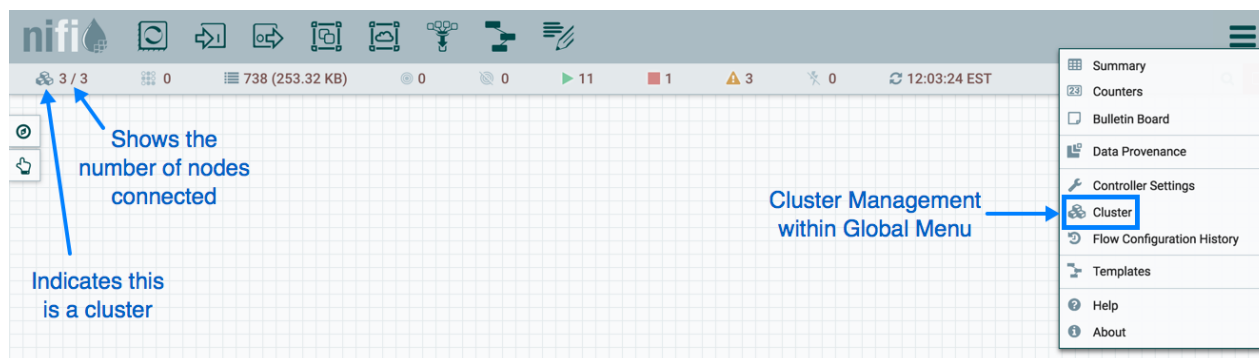 nifi
3 / 3 0 738 (253.32 KB) 0 0 11 1 3 0 12:03:24 EST
Summary
23 Counters
Bulletin Board
Data Provenance
Controller Settings
Cluster
Flow Configuration History
Templates
Help
About
Shows the
number of nodes
connected
Indicates this
is a cluster
Cluster Management
within Global Menu